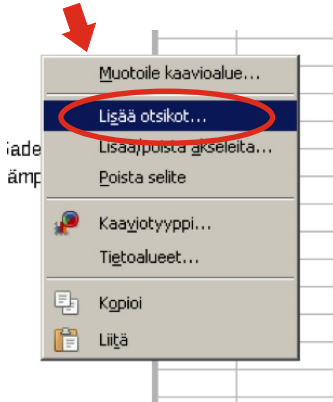 Muotoile kaavioalue...
Lisää otsikot...
Lisää/poista akseleita...
Poista selite
Kaaviotyyppi...
Tietoalueet...
Kopioi
Liitä